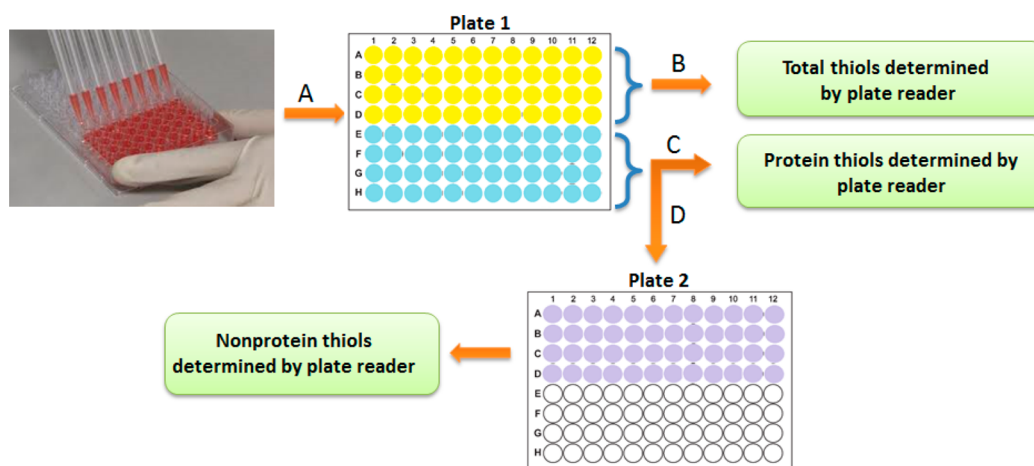 Plate 1
1 2 3 4 5 6 7 8 9 10 11 12
A
B
C
D
E
F
G
H
A
B
Total thiols determined
by plate reader
C
Protein thiols determined by
plate reader
D
Plate 2
1 2 3 4 5 6 7 8 9 10 11 12
A
B
C
D
E
F
G
H
Nonprotein thiols
determined by plate reader